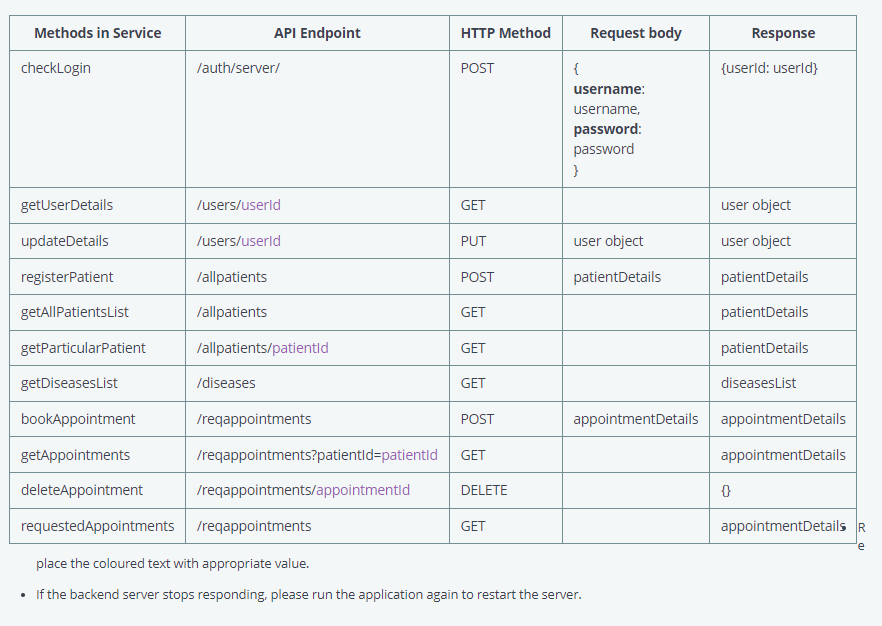 Methods in Service API Endpoint HTTP Method Request body Response
checkLogin /auth/server/ POST { {userId: userId}
username:
username,
password:
password
}
getUserDetails /users/userId GET user object
updateDetails /users/userId PUT user object user object
registerPatient /allpatients POST patientDetails patientDetails
getAllPatientsList /allpatients GET patientDetails
getParticularPatient /allpatients/patientId GET patientDetails
getDiseasesList /diseases GET diseasesList
bookAppointment /reqappointments POST appointmentDetails appointmentDetails
getAppointments /reqappointments?patientId=patientId GET appointmentDetails
deleteAppointment /reqappointments/appointmentId DELETE {}
requestedAppointments /reqappointments GET appointmentDetails • R
e
place the coloured text with appropriate value.
• If the backend server stops responding, please run the application again to restart the server.